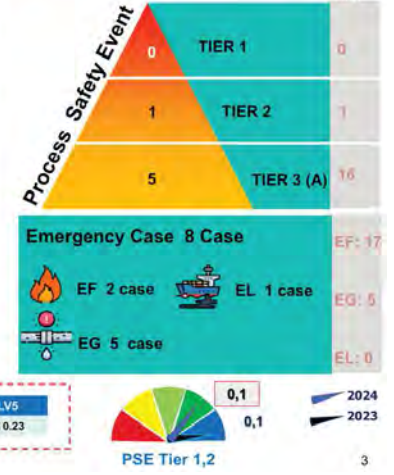 Process Safety Event
0 TIER 1 0
1 TIER 2 1
5 TIER 3 (A) 16
Emergency Case 8 Case
EF: 17
EF 2 case EL 1 case
EG: 5
EG 5 case
EL: 0
LV5
0.23
0,1
0,1
2024
2023
PSE Tier 1,2
3